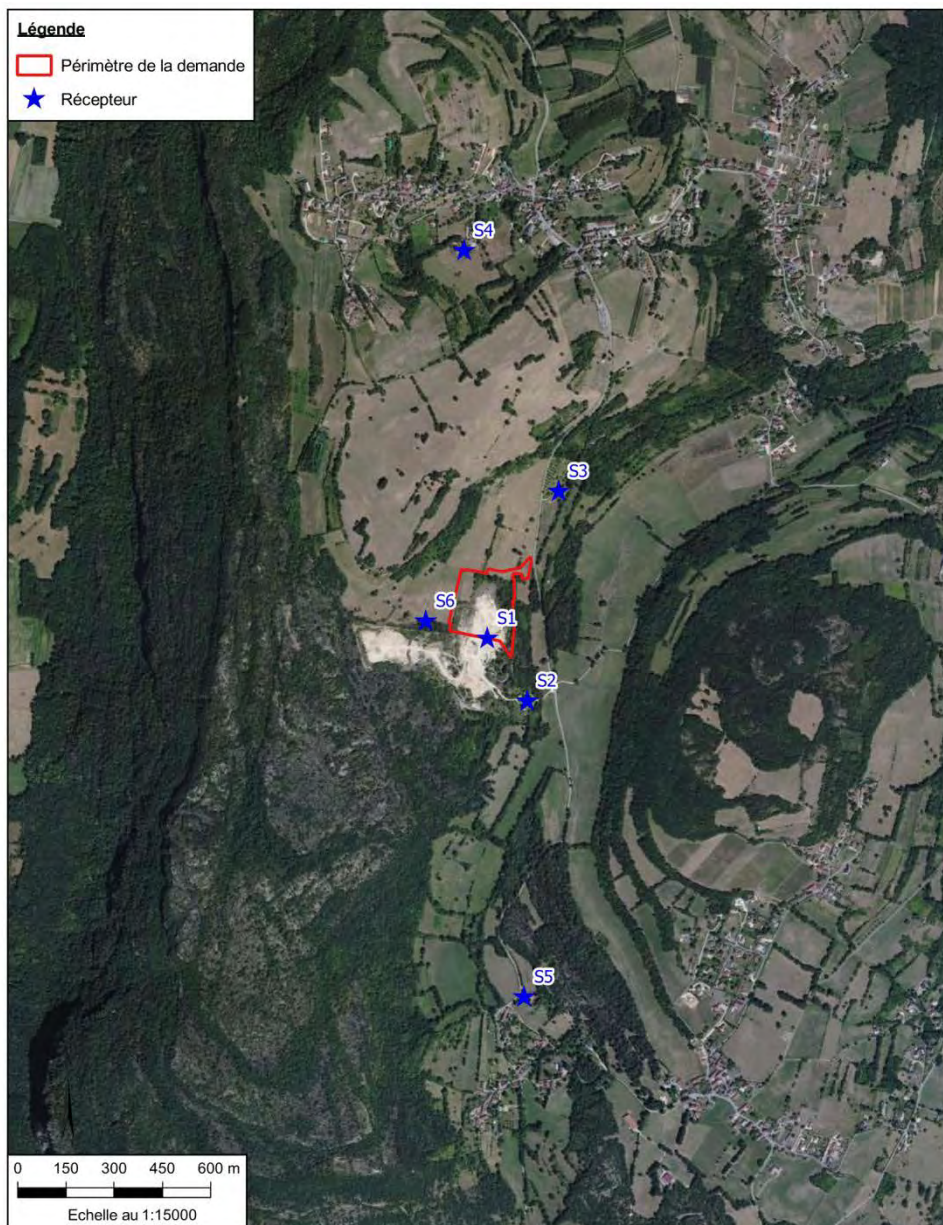 Légende
Périmètre de la demande
Récepteur
S4
S3
S6
S1
S2
S5
0 150 300 450 600 m
Echelle au 1:15000